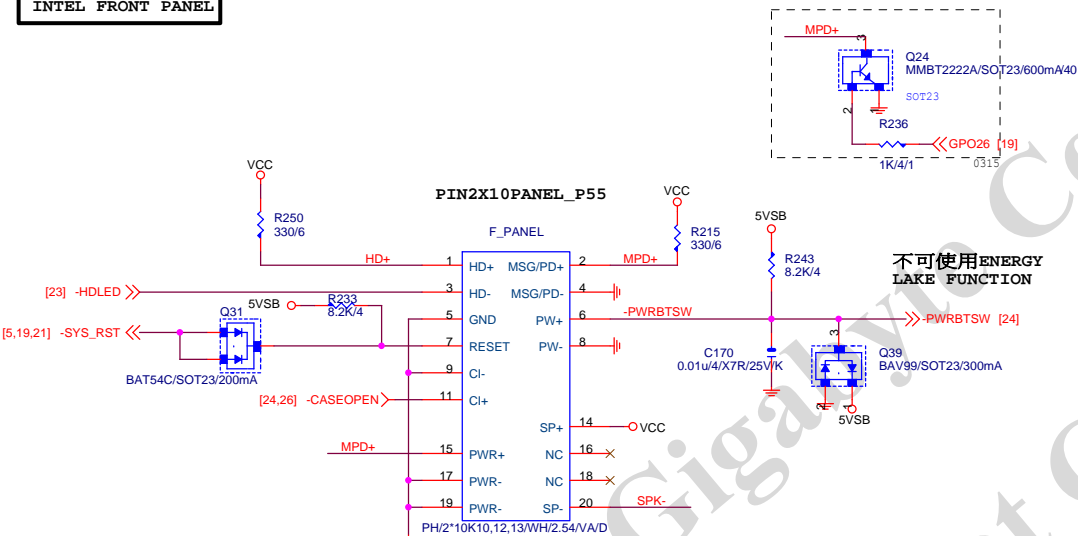 INTEL FRONT PANEL
MPD+
3
Q24
MMBT2222A/SOT23/600mA/40
SOT23
2
1
R236
GPO26 [19]
1K/4/1
0315
VCC
R250
330/6
PIN2X10PANEL_P55
VCC
R215
330/6
F_PANEL
5VSB
R243
8.2K/4
不可使用ENERGY
LAKE FUNCTION
HD+
1
HD+
MSG/PD+
2
MPD+
[23] -HDLED
3
HD-
MSG/PD-
4
5VSB
R233
8.2K/4
5
GND
PW+
6
-PWRBTSW
-PWRBTSW [24]
[5,19,21] -SYS_RST
Q31
7
RESET
PW-
8
BAT54C/SOT23/200mA
9
CI-
C170
0.01u/4/X7R/25V/K
3
Q39
BAV99/SOT23/300mA
2
1
5VSB
[24,26] -CASEOPEN
11
CI+
SP+
14
VCC
MPD+
15
PWR+
NC
16
17
PWR-
NC
18
19
PWR-
SP-
20
SPK-
PH/2*10K10,12,13/WH/2.54/VA/D
Gigabyte Co